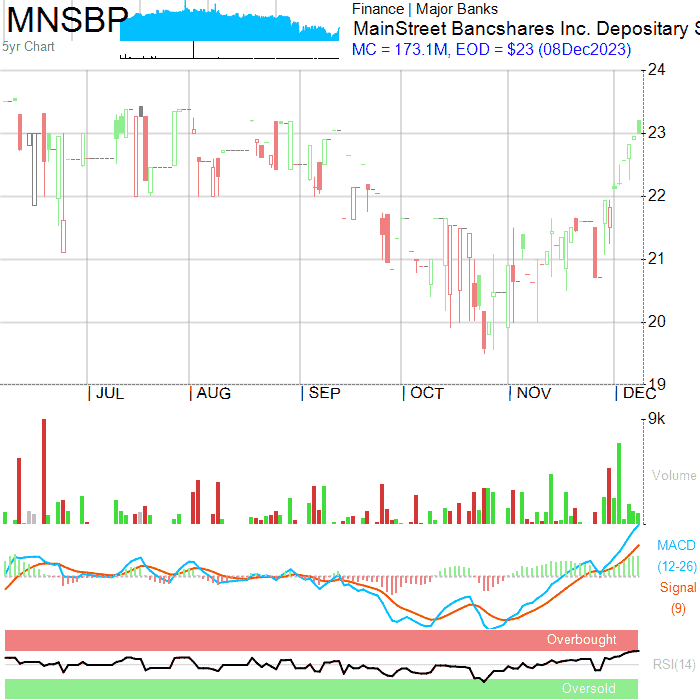 MNSBP
5yr Chart
Finance | Major Banks
MainStreet Bancshares Inc. Depositary S
MC = 173.1M, EOD = $23 (08Dec2023)
24
23
22
21
20
19
JUL AUG SEP OCT NOV DEC
9k
Volume
MACD
(12-26)
Signal
(9)
Overbought
RSI(14)
Oversold